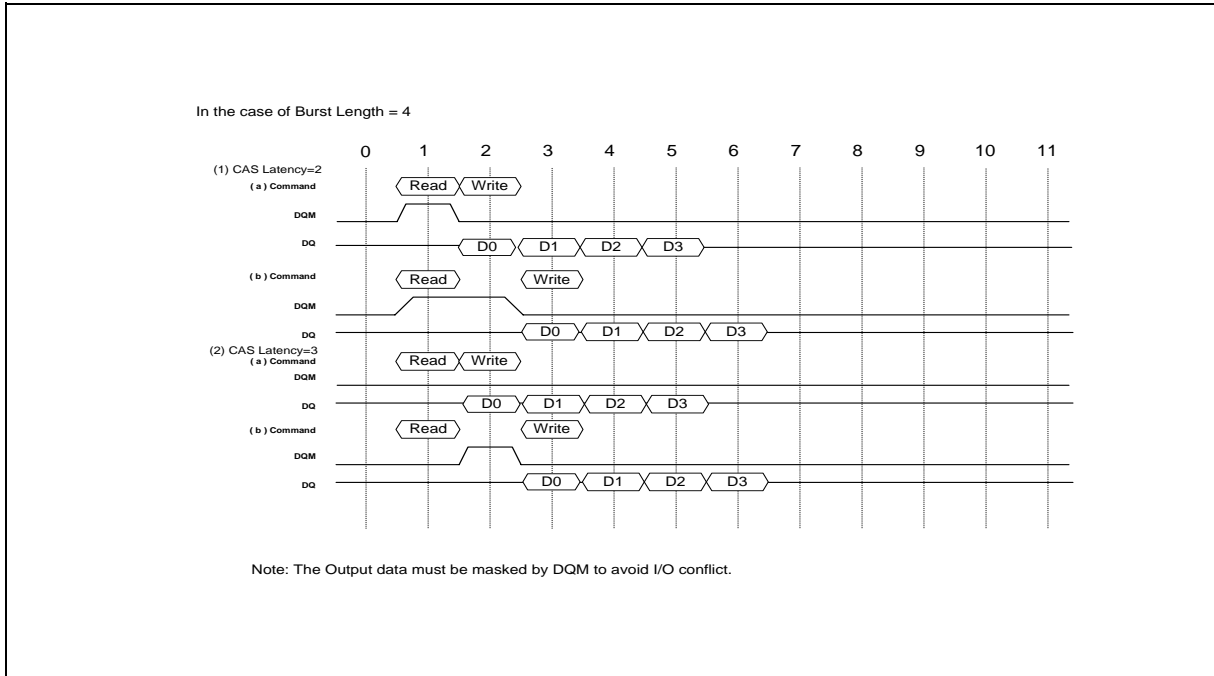 In the case of Burst Length = 4
0 1 2 3 4 5 6 7 8 9 10 11
(1) CAS Latency=2
( a ) Command Read Write
DQM
DQ D0 D1 D2 D3
( b ) Command Read Write
DQM
DQ D0 D1 D2 D3
(2) CAS Latency=3
( a ) Command Read Write
DQM
DQ D0 D1 D2 D3
( b ) Command Read Write
DQM
DQ D0 D1 D2 D3
Note: The Output data must be masked by DQM to avoid I/O conflict.